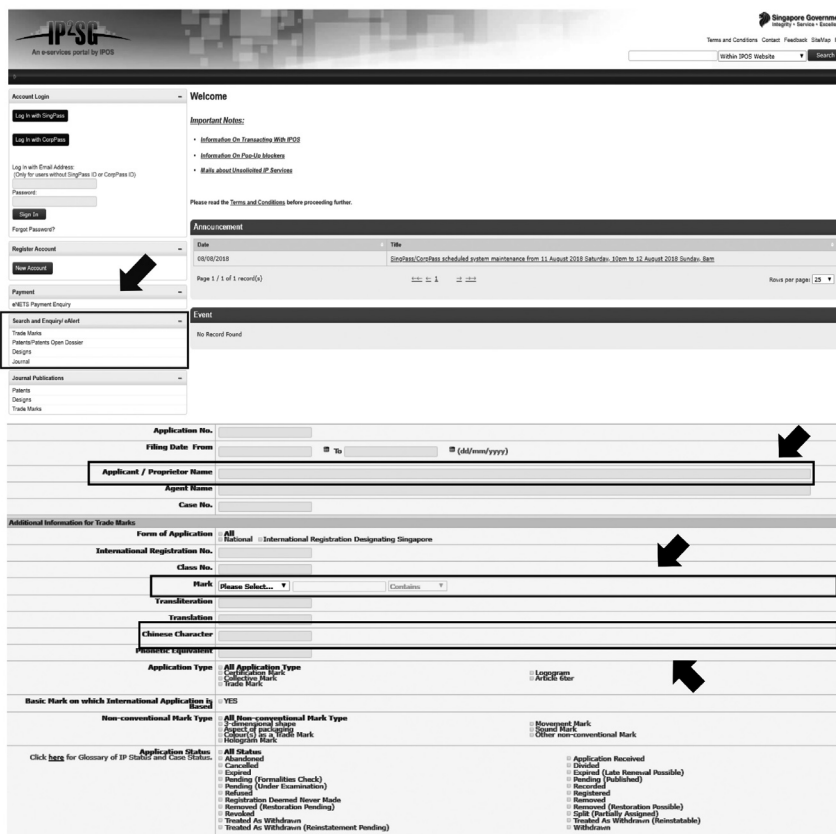 IP2SG
An e-services portal by IPOS
Singapore Governme
Integrity • Service • Excelle
Terms and Conditions Contact Feedback SiteMap
Within IPOS Website Search
Account Login –
Log In with SingPass
Log In with CorpPass
Log In with Email Address:
(Only for users without SingPass ID or CorpPass ID)
Password:
Sign In
Forgot Password?
Register Account –
New Account
Payment –
eNETS Payment Enquiry
Search and Enquiry/ eAlert –
Trade Marks
Patents/Patents Open Dossier
Designs
Journal
Journal Publications –
Patents
Designs
Trade Marks
Welcome
Important Notes:
• Information On Transacting With IPOS
• Information On Pop-Up blockers
• Mails about Unsolicited IP Services
Please read the Terms and Conditions before proceeding further.
Announcement
Date Title
08/08/2018 SingPass/CorpPass scheduled system maintenance from 11 August 2018 Saturday, 10pm to 12 August 2018 Sunday, 8am
Page 1 / 1 of 1 record(s) 1 Rows per page: 25
Event
No Record Found
Application No.
Filing Date From To (dd/mm/yyyy)
Applicant / Proprietor Name
Agent Name
Case No.
Additional Information for Trade Marks
Form of Application All
National International Registration Designating Singapore
International Registration No.
Class No.
Mark Please Select... Contains
Transliteration
Translation
Chinese Character
Phonetic Equivalent
Application Type All Application Type
Certification Mark Logogram
Collective Mark Article 6ter
Trade Mark
Basic Mark on which International Application is Based YES
Non-conventional Mark Type All Non-conventional Mark Type
3-dimensional shape Movement Mark
Aspect of packaging Sound Mark
Colour(s) as a Trade Mark Other non-conventional Mark
Hologram Mark
Application Status All Status
Click here for Glossary of IP Status and Case Status.
Abandoned Application Received
Cancelled Divided
Expired Expired (Late Renewal Possible)
Pending (Formalities Check) Pending (Published)
Pending (Under Examination) Recorded
Refused Registered
Registration Deemed Never Made Removed
Removed (Restoration Pending) Removed (Restoration Possible)
Revoked Split (Partially Assigned)
Treated As Withdrawn Treated As Withdrawn (Reinstatable)
Treated As Withdrawn (Reinstatement Pending) Withdrawn